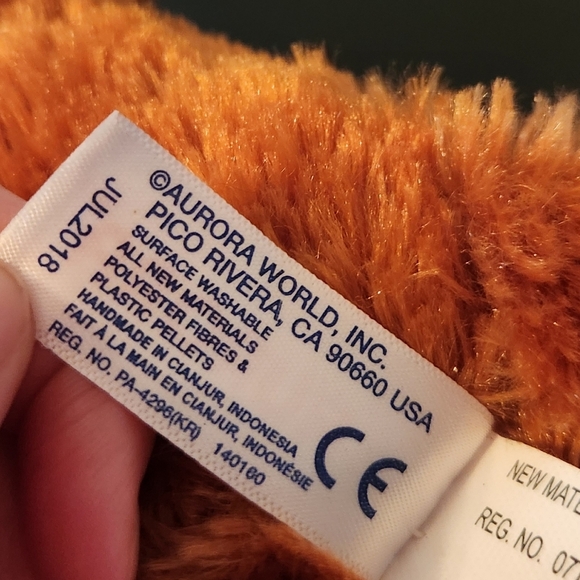 ©AURORA WORLD, INC.
PICO RIVERA, CA 90660 USA
SURFACE WASHABLE
ALL NEW MATERIALS
POLYESTER FIBRES &
PLASTIC PELLETS
HANDMADE IN CIANJUR, INDONESIA
FAIT À LA MAIN EN CIANJUR, INDONÉSIE
REG. NO. PA-4296(KR) 140160
JUL2018
CE
NEW MATE
REG. NO. 07